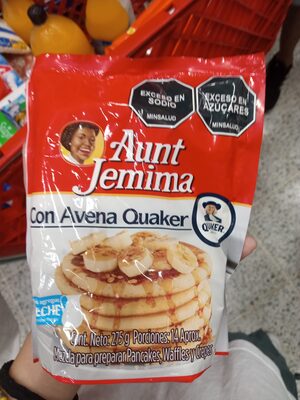 EXCESO EN
SODIO
MINSALUD
EXCESO EN
AZÚCARES
MINSALUD
Aunt
Jemima
Con Avena Quaker
QUAKER
LECHE
Cont. Neto: 275 g Porciones: 14 Aprox.
Mezcla para preparar Pancakes, Waffles y Crepes